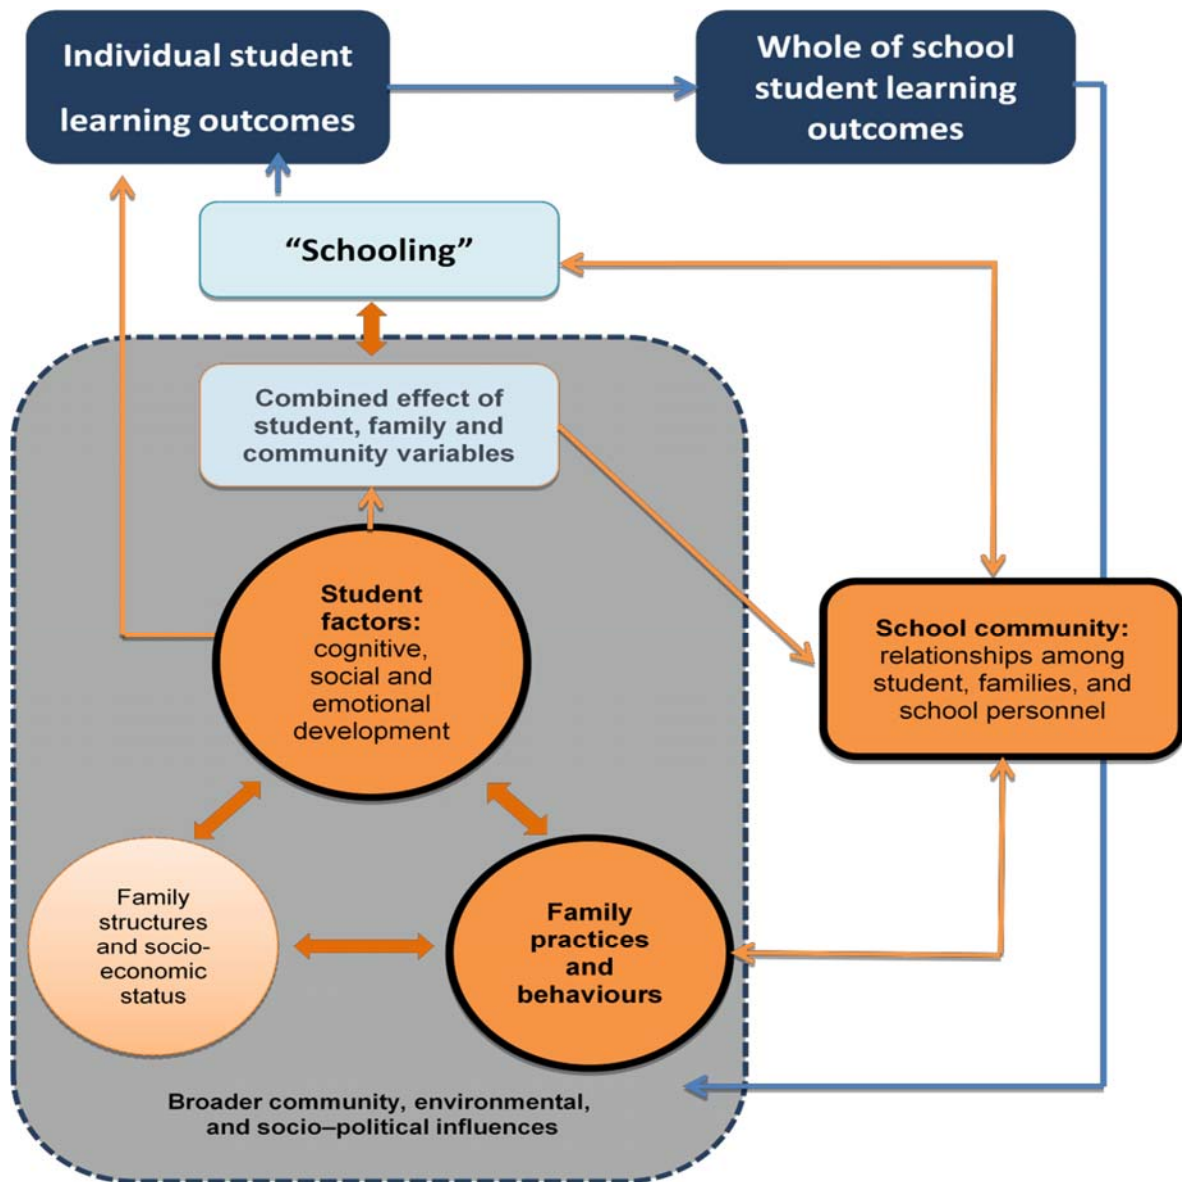 Individual student
learning outcomes
Whole of school
student learning
outcomes
“Schooling”
Combined effect of
student, family and
community variables
Student
factors:
cognitive,
social and
emotional
development
School community:
relationships among
student, families, and
school personnel
Family
structures
and socio-
economic
status
Family
practices
and
behaviours
Broader community, environmental,
and socio–political influences